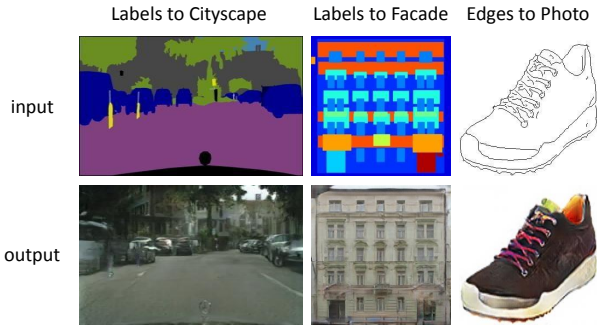 Labels to Cityscape
Labels to Facade
Edges to Photo
input
output